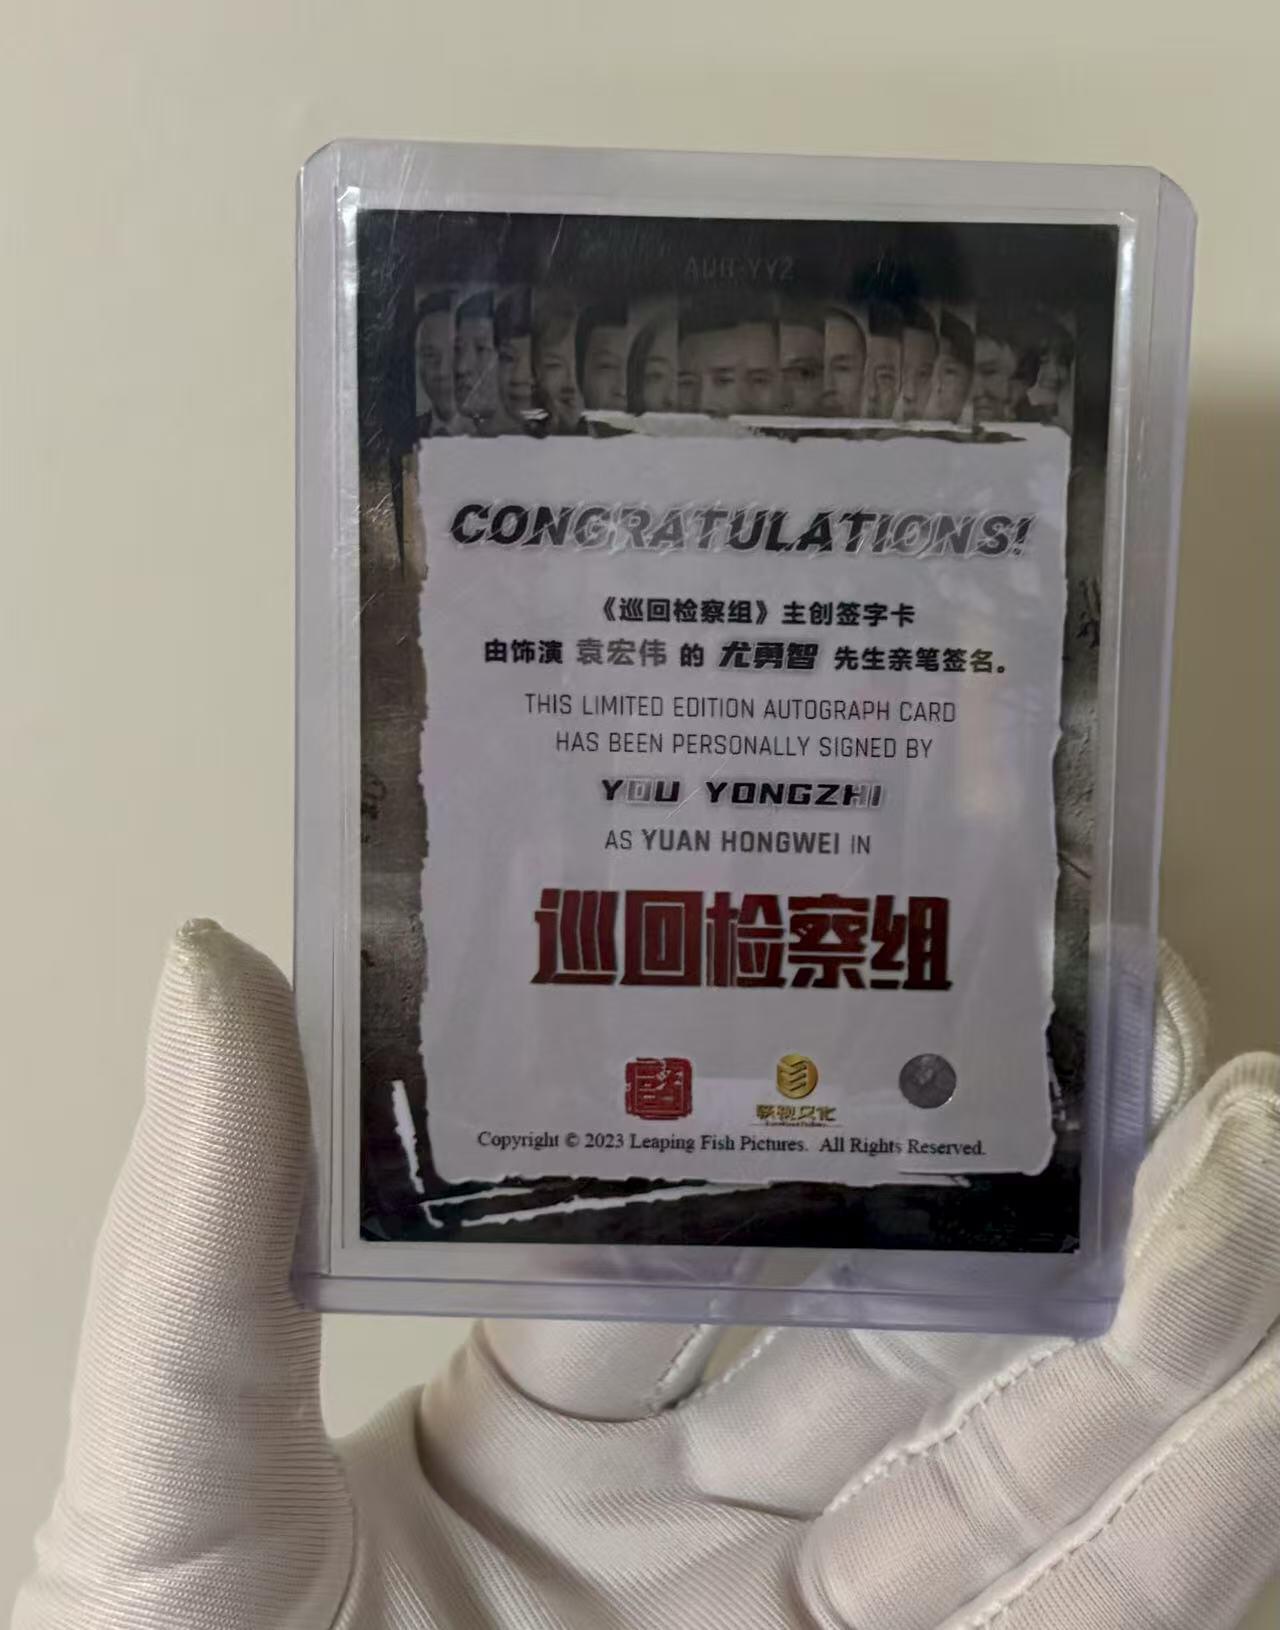 AUB-YY2
CONGRATULATIONS!
《巡回检察组》主创签字卡
由饰演 袁宏伟 的 尤勇智 先生亲笔签名。
THIS LIMITED EDITION AUTOGRAPH CARD
HAS BEEN PERSONALLY SIGNED BY
YOU YONGZHI
AS YUAN HONGWEI IN
巡回检察组
Copyright © 2023 Leaping Fish Pictures. All Rights Reserved.